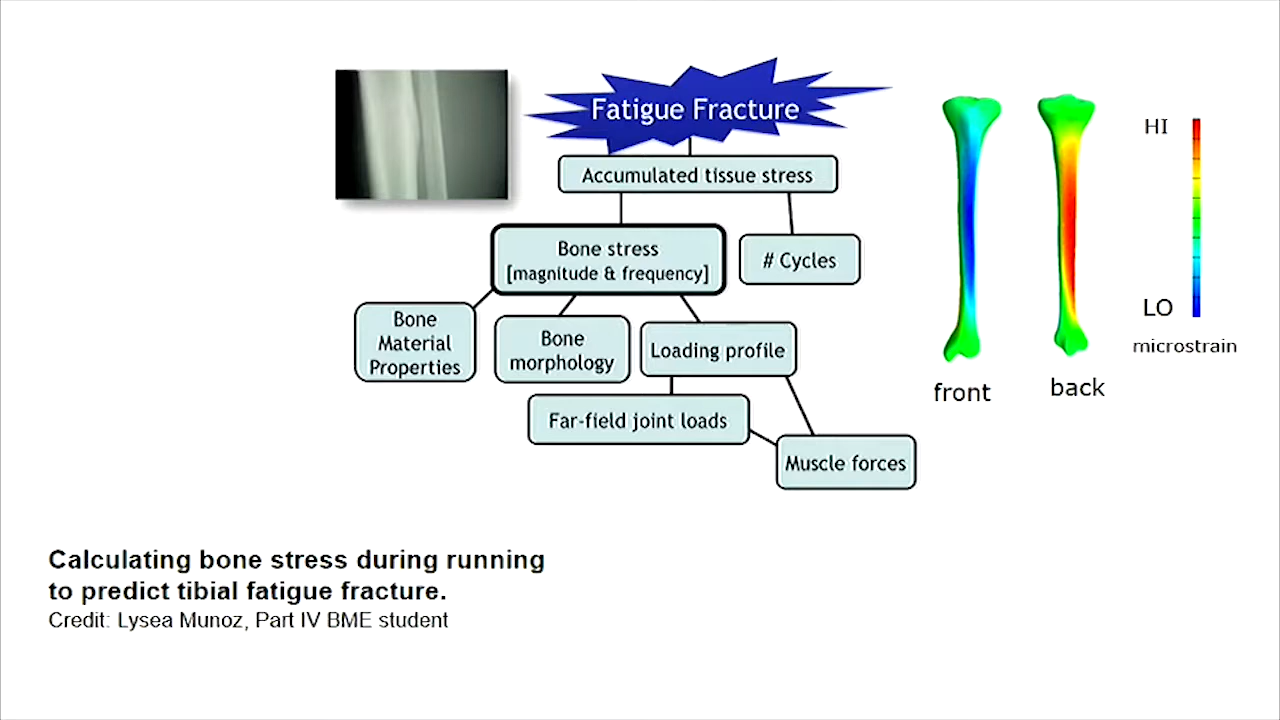 Fatigue Fracture
Accumulated tissue stress
Bone stress
[magnitude & frequency]
# Cycles
Bone
Material
Properties
Bone
morphology
Loading profile
Far-field joint loads
Muscle forces
HI
LO
microstrain
front
back
Calculating bone stress during running
to predict tibial fatigue fracture.
Credit: Lysea Munoz, Part IV BME student